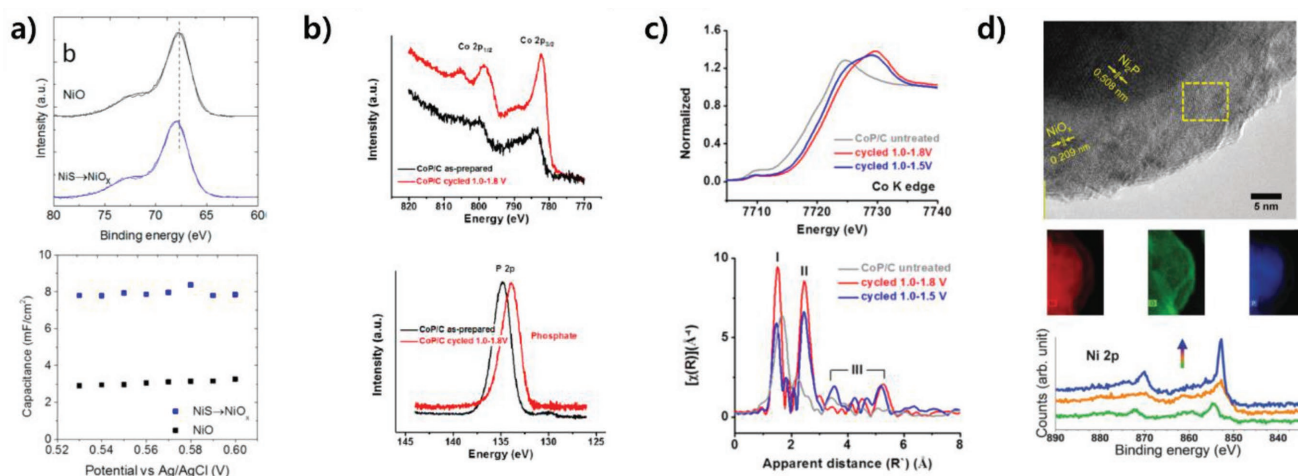 a)
b
NiO
NiS→NiOX
Intensity (a.u.)
80 75 70 65 60
Binding energy (eV)
Capacitance (mF/cm2)
10
8
6
4
2
0
NiS→NiOx
NiO
0.52 0.54 0.56 0.58 0.60
Potential vs Ag/AgCl (V)
b)
Co 2p1/2
Co 2p3/2
Intensity (a.u.)
CoP/C as-prepared
CoP/C cycled 1.0-1.8 V
820 810 800 790 780 770
Energy (eV)
P 2p
CoP/C as-prepared
CoP/C cycled 1.0-1.8V
Phosphate
Intensity (a.u.)
144 135 126
Energy (eV)
c)
Normalized
1.8
1.2
0.6
0.0
CoP/C untreated
cycled 1.0-1.8V
cycled 1.0-1.5V
Co K edge
7710 7720 7730 7740
Energy (eV)
I
II
III
CoP/C untreated
cycled 1.0-1.8 V
cycled 1.0-1.5 V
[χ(R)](Å-4)
10
5
0
0 2 4 6 8
Apparent distance (R`) (Å)
d)
Ni2P
0.508 nm
NiOx
0.209 nm
5 nm
Ni 2p
Counts (arb. unit)
890 880 870 860 850 840
Binding energy (eV)